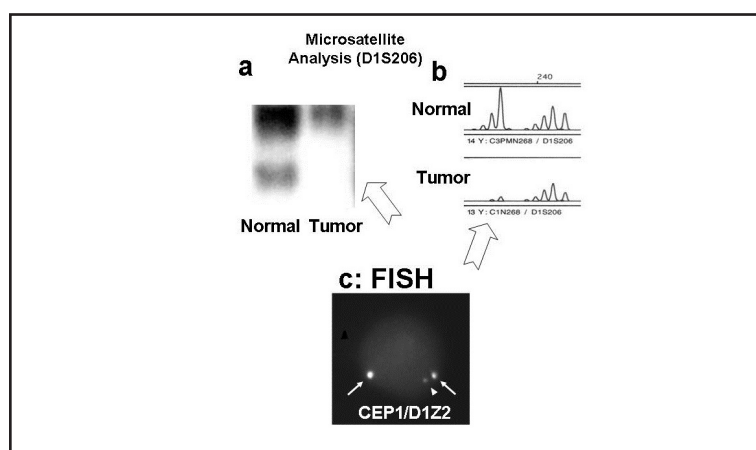 Microsatellite
Analysis (D1S206)
a
b
240
Normal
14 Y: C3PMN268 / D1S206
Tumor
13 Y: C1N268 / D1S206
Normal Tumor
c: FISH
CEP1/D1Z2